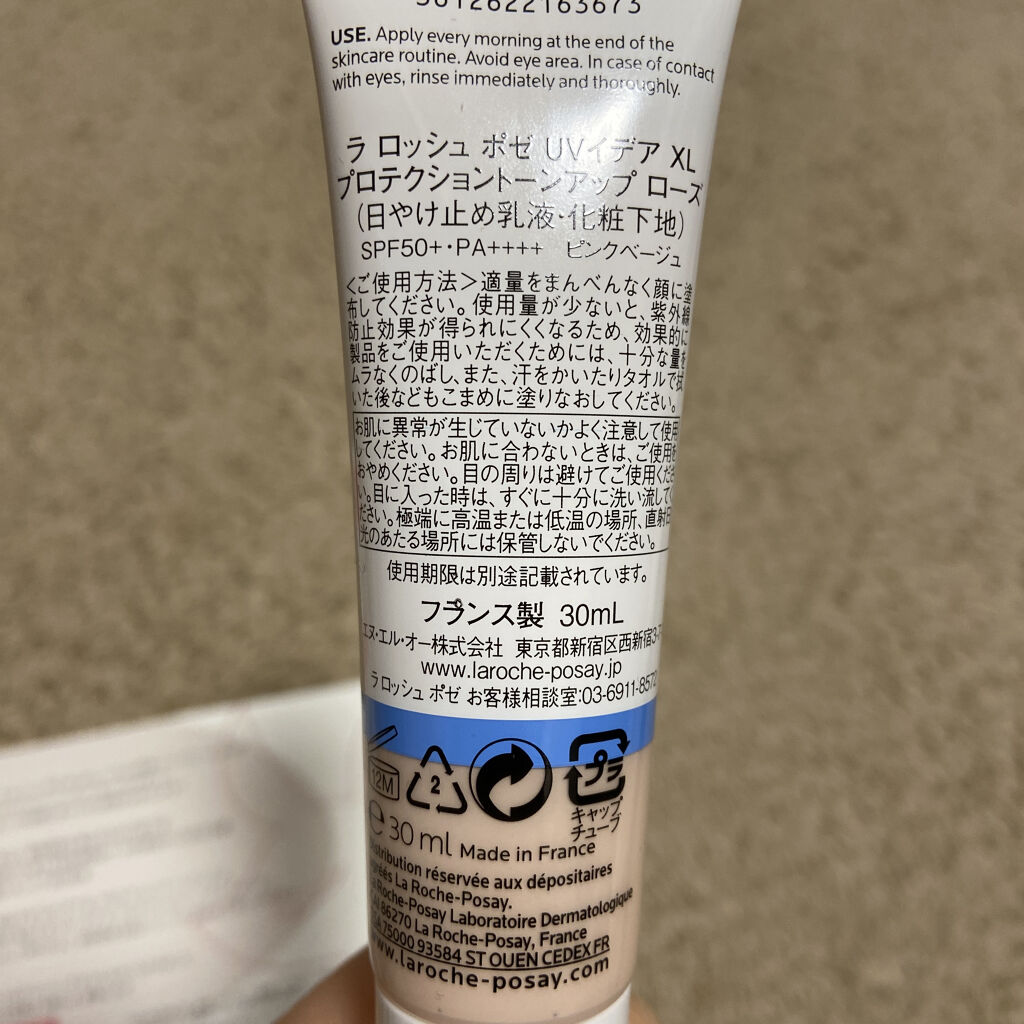 3612622163673
USE. Apply every morning at the end of the
skincare routine. Avoid eye area. In case of contact
with eyes, rinse immediately and thoroughly.
ラ ロッシュ ポゼ UVイデア XL
プロテクショントーンアップ ローズ
(日やけ止め乳液・化粧下地)
SPF50+・PA++++ ピンクベージュ
<ご使用方法>適量をまんべんなく顔に塗
布してください。使用量が少ないと、紫外線
防止効果が得られにくくなるため、効果的に
製品をご使用いただくためには、十分な量を
ムラなくのばし、また、汗をかいたりタオルで拭
いた後などもこまめに塗りなおしてください。
お肌に異常が生じていないかよく注意して使用
してください。お肌に合わないときは、ご使用を
おやめください。目の周りは避けてご使用くださ
い。目に入った時は、すぐに十分に洗い流して
ださい。極端に高温または低温の場所、直射日
光のあたる場所には保管しないでください。
使用期限は別途記載されています。
フランス製 30mL
エヌ・エル・オー株式会社 東京都新宿区西新宿3-7
www.laroche-posay.jp
ラ ロッシュ ポゼ お客様相談室:03-6911-8572
12M
2
プラ
キャップ
チューブ
e 30 ml Made in France
distribution réservée aux dépositaires
agréés La Roche-Posay.
La Roche-Posay Laboratoire Dermatologique
86270 La Roche-Posay, France
75000 93584 ST OUEN CEDEX FR
www.laroche-posay.com